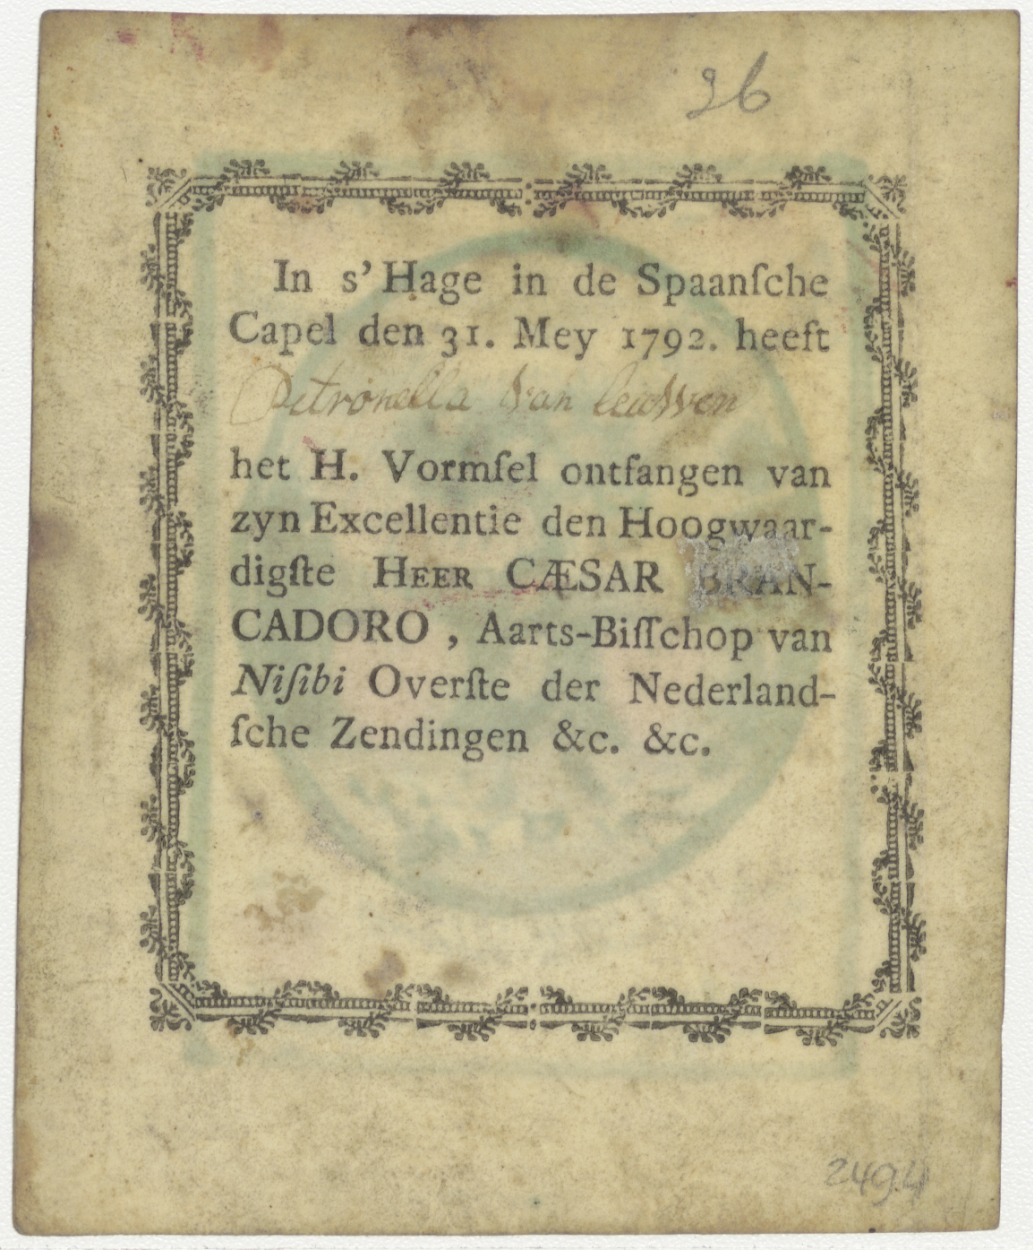 26
In s' Hage in de Spaanſche
Capel den 31. Mey 1792. heeft
Petronella Van leeuwen
het H. Vormſel ontfangen van
zyn Excellentie den Hoogwaar-
digſte HEER CÆSAR BRAN-
CADORO , Aarts-Biſſchop van
Niſibi Overſte der Nederland-
ſche Zendingen &c. &c.
2494